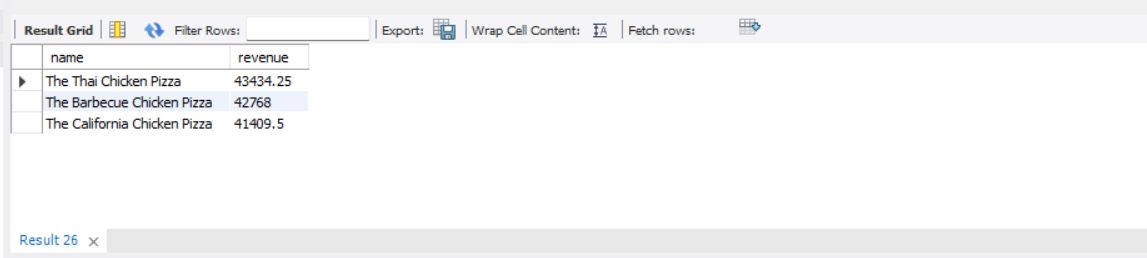 Result Grid Filter Rows: Export: Wrap Cell Content: Fetch rows:
name revenue
The Thai Chicken Pizza 43434.25
The Barbecue Chicken Pizza 42768
The California Chicken Pizza 41409.5
Result 26